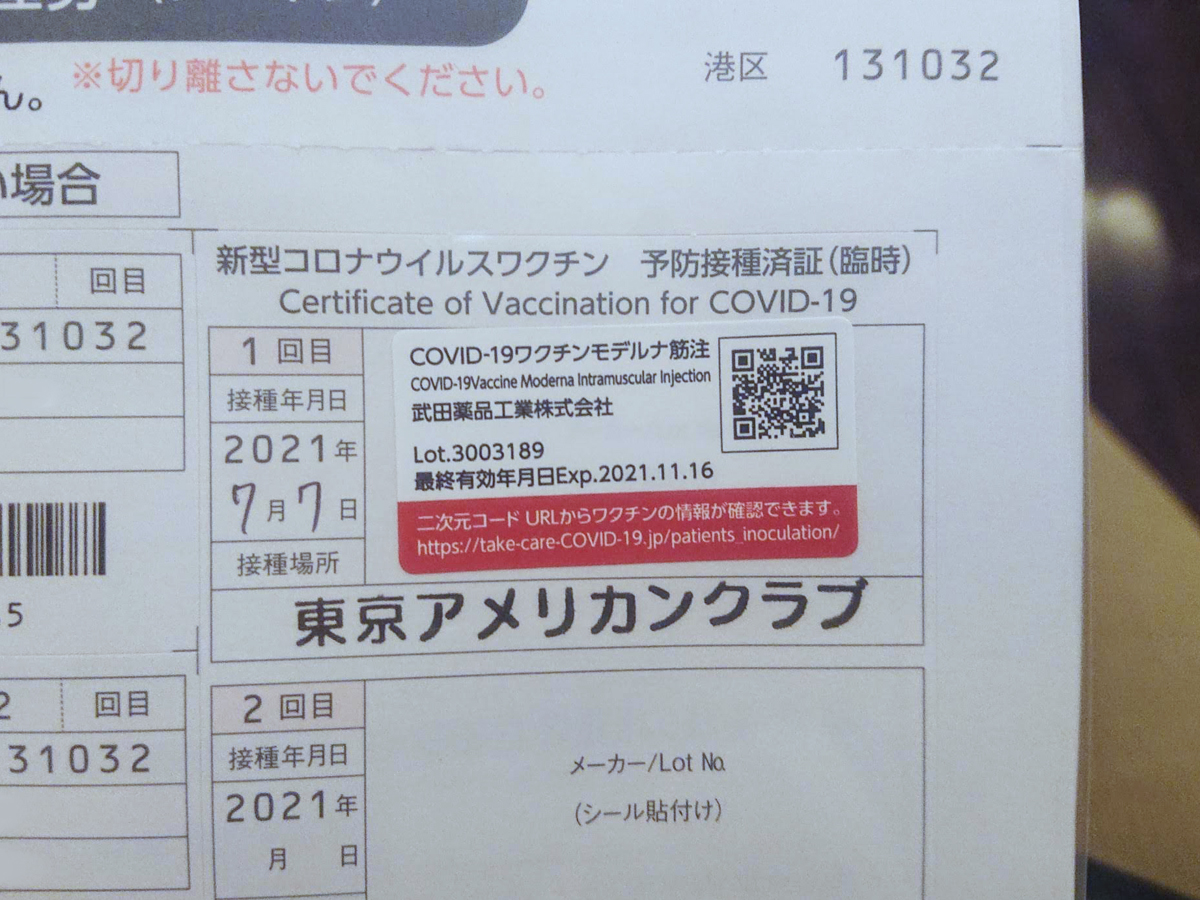 ※切り離さないでください。
ん。
港区 131032
場合
回目
31032
新型コロナウイルスワクチン 予防接種済証(臨時)
Certificate of Vaccination for COVID-19
1 回目
接種年月日
2021年
7月7日
接種場所
COVID-19ワクチンモデルナ筋注
COVID-19Vaccine Moderna Intramuscular Injection
武田薬品工業株式会社
Lot.3003189
最終有効年月日Exp.2021.11.16
二次元コード URLからワクチンの情報が確認できます。
https://take-care-COVID-19.jp/patients_inoculation/
東京アメリカンクラブ
5
2 回目
31032
2 回目
接種年月日
2021年
月 日
メーカー/Lot No.
(シール貼付け)